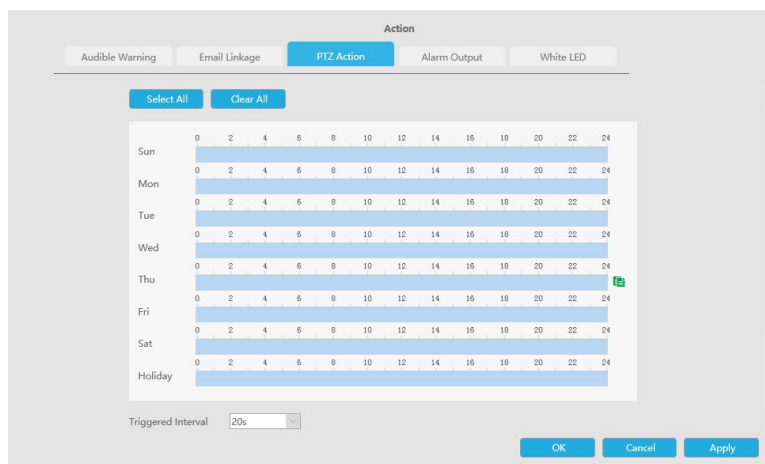 Action
Audible Warning Email Linkage PTZ Action Alarm Output White LED
Select All Clear All
0 2 4 6 8 10 12 14 16 18 20 22 24
Sun
0 2 4 6 8 10 12 14 16 18 20 22 24
Mon
0 2 4 6 8 10 12 14 16 18 20 22 24
Tue
0 2 4 6 8 10 12 14 16 18 20 22 24
Wed
0 2 4 6 8 10 12 14 16 18 20 22 24
Thu
0 2 4 6 8 10 12 14 16 18 20 22 24
Fri
0 2 4 6 8 10 12 14 16 18 20 22 24
Sat
0 2 4 6 8 10 12 14 16 18 20 22 24
Holiday
Triggered Interval 20s
OK Cancel Apply